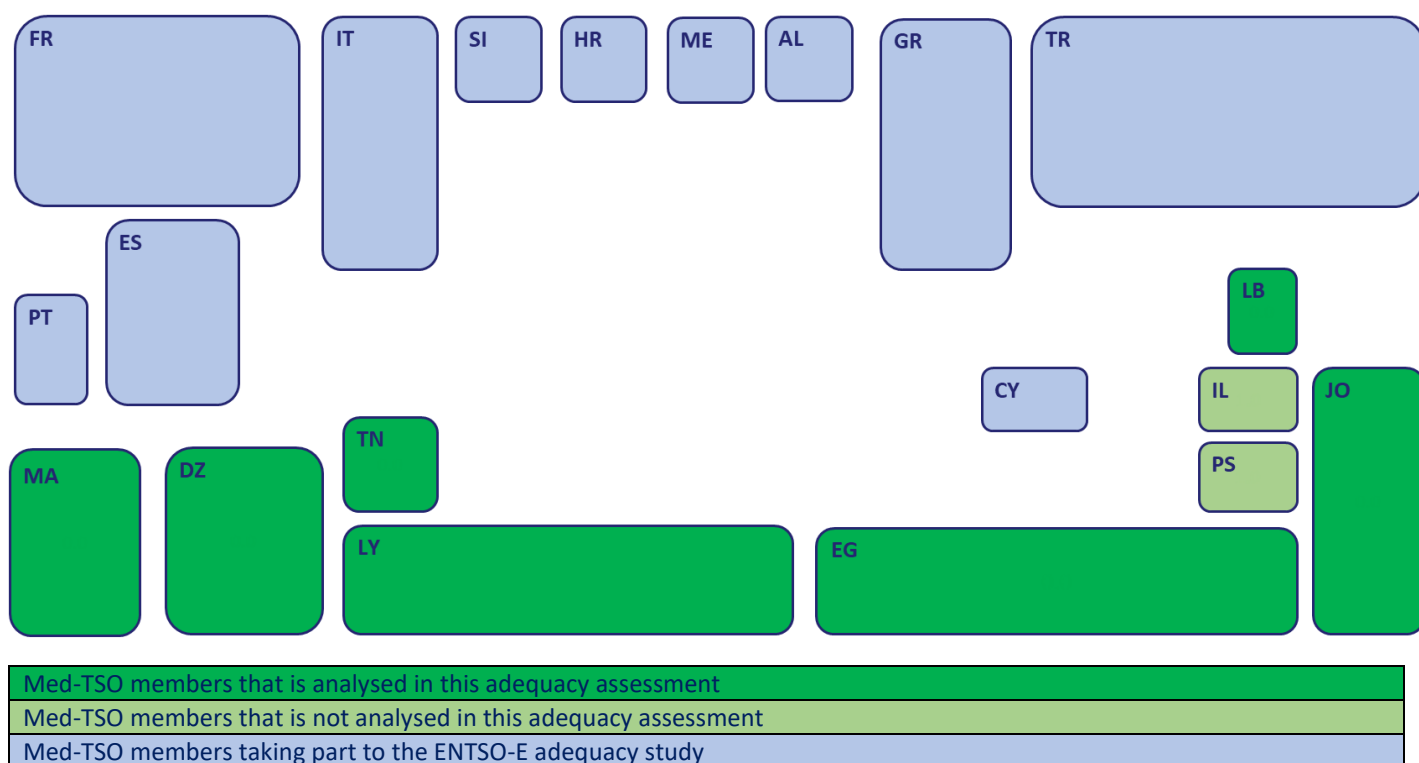 FR
IT
SI
HR
ME
AL
GR
TR
ES
PT
LB
CY
IL
JO
TN
MA
DZ
PS
LY
EG
Med-TSO members that is analysed in this adequacy assessment
Med-TSO members that is not analysed in this adequacy assessment
Med-TSO members taking part to the ENTSO-E adequacy study